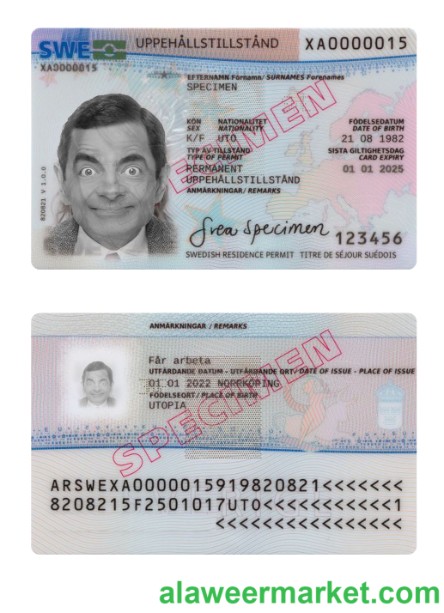 SWE UPPEHÅLLSTILLSTÅND XA0000015
XA0000015
EFTERNAMN Förnamn/ SURNAMES Forenames
SPECIMEN
KÖN NATIONALITET FÖDELSEDATUM
SEX NATIONALITY DATE OF BIRTH
K/F UTO 21 08 1982
TYP AV TILLSTÅND SISTA GILTIGHETSDAG
TYPE OF PERMIT CARD EXPIRY
PERMANENT 01 01 2025
UPPEHÅLLSTILLSTÅND
ANMÄRKNINGAR/ REMARKS
820821 V 1.0.0
SPECIMEN
Svea Specimen
123456
SWEDISH RESIDENCE PERMIT TITRE DE SÉJOUR SUÉDOIS
ANMÄRKNINGAR / REMARKS
Får arbeta
UTFÄRDANDE DATUM - UTFÄRDANDE ORT/ DATE OF ISSUE - PLACE OF ISSUE
01 01 2022 NORRKÖPING
FÖDELSEORT / PLACE OF BIRTH
UTOPIA
SPECIMEN
ARSWEXA0000015919820821<<<<<<<
8208215F2501017UTO<<<<<<<<<<<1
<<<<<<<<<<<<<<<<
alaweermarket.com